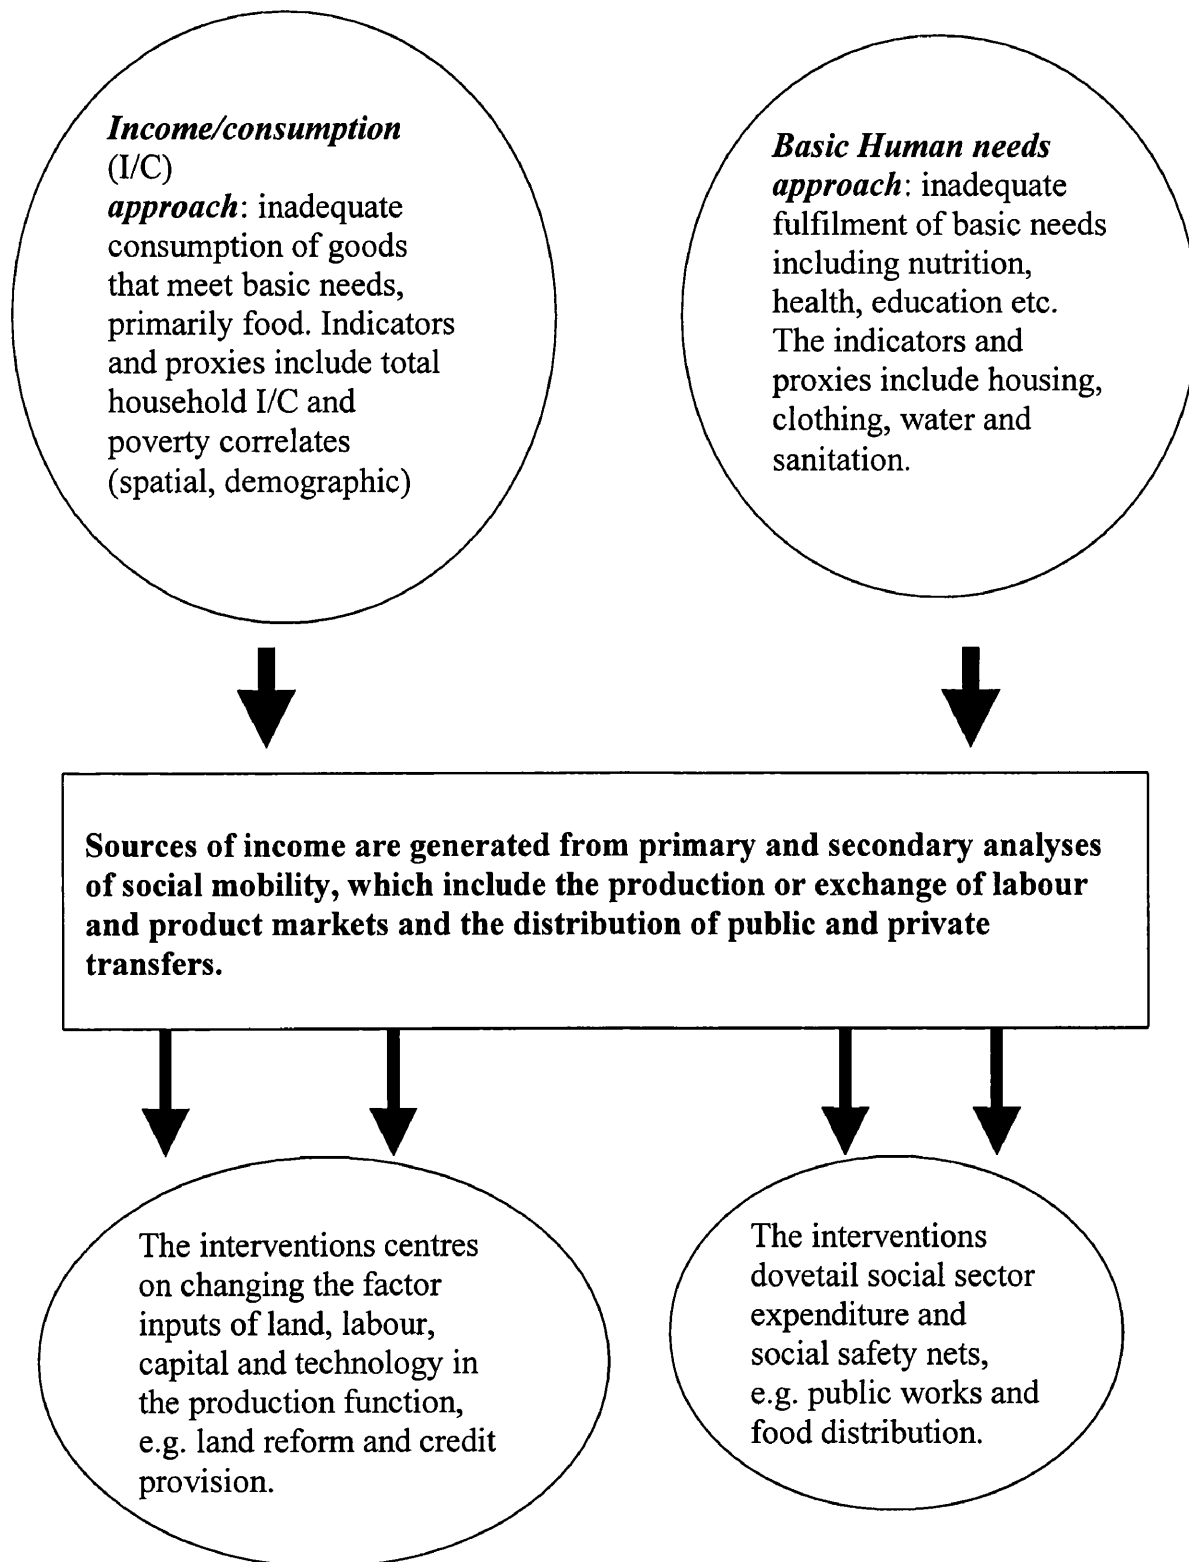 Income/consumption
(I/C)
approach: inadequate
consumption of goods
that meet basic needs,
primarily food. Indicators
and proxies include total
household I/C and
poverty correlates
(spatial, demographic)
Basic Human needs
approach: inadequate
fulfilment of basic needs
including nutrition,
health, education etc.
The indicators and
proxies include housing,
clothing, water and
sanitation.
Sources of income are generated from primary and secondary analyses
of social mobility, which include the production or exchange of labour
and product markets and the distribution of public and private
transfers.
The interventions centres
on changing the factor
inputs of land, labour,
capital and technology in
the production function,
e.g. land reform and credit
provision.
The interventions
dovetail social sector
expenditure and
social safety nets,
e.g. public works and
food distribution.